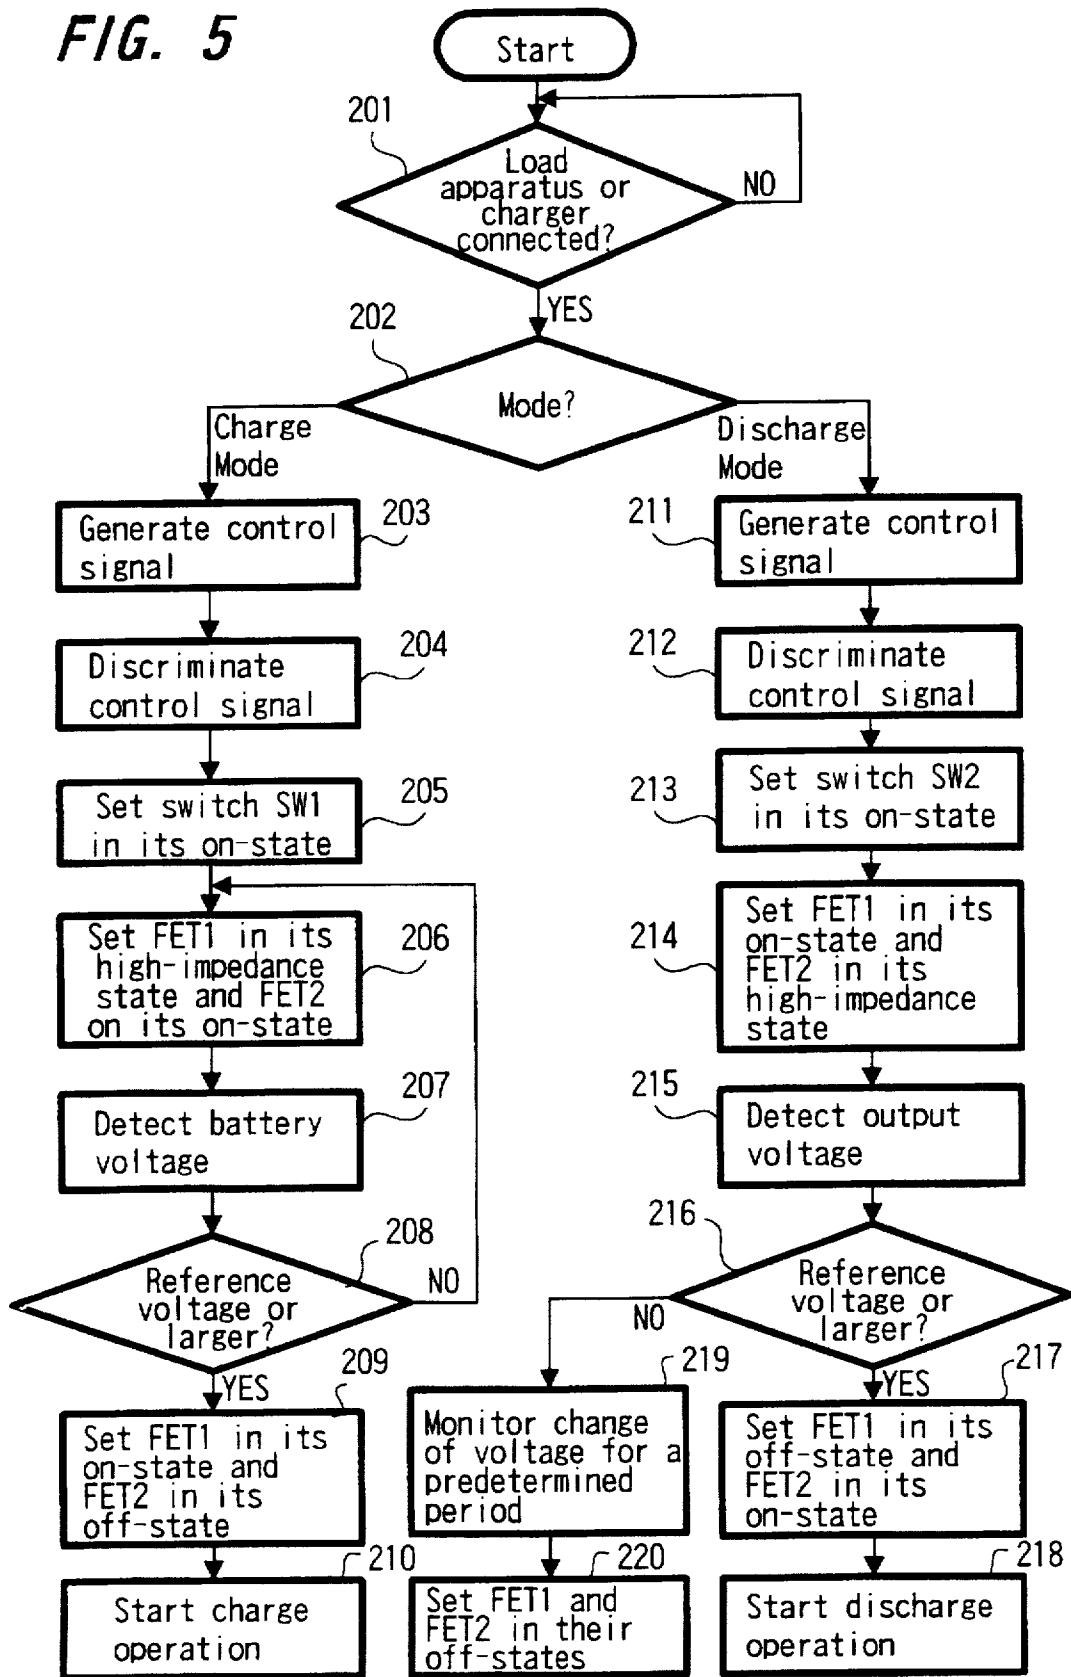 FIG. 5
Start
201
Load
apparatus or
charger
connected?
NO
YES
202
Mode?
Charge
Mode
Discharge
Mode
Generate control
signal
203
Discriminate
control signal
204
Set switch SW1
in its on-state
205
Set FET1 in its
high-impedance
state and FET2
on its on-state
206
Detect battery
voltage
207
Reference
voltage or
larger?
208
NO
YES
209
Set FET1 in its
on-state and
FET2 in its
off-state
210
Start charge
operation
211
Generate control
signal
212
Discriminate
control signal
213
Set switch SW2
in its on-state
214
Set FET1 in its
on-state and
FET2 in its
high-impedance
state
215
Detect output
voltage
216
Reference
voltage or
larger?
NO
YES
219
Monitor change
of voltage for a
predetermined
period
220
Set FET1 and
FET2 in their
off-states
217
Set FET1 in its
off-state and
FET2 in its
on-state
218
Start discharge
operation